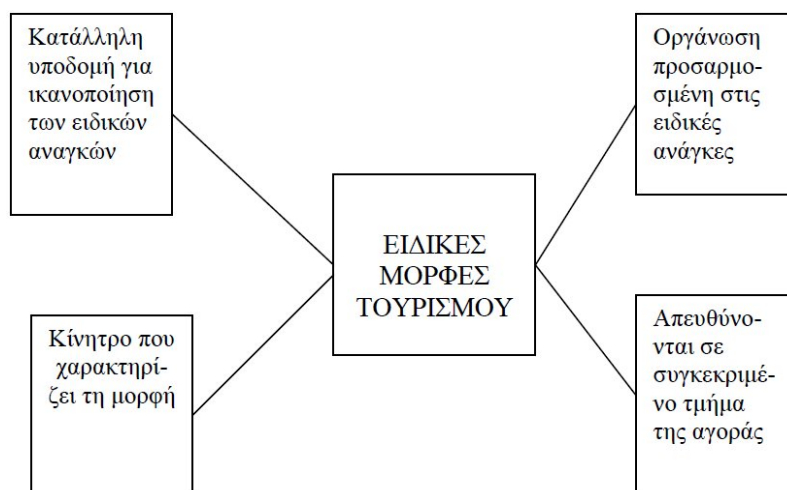 Κατάλληλη
υποδομή για
ικανοποίηση
των ειδικών
αναγκών
Οργάνωση
προσαρμο-
σμένη στις
ειδικές
ανάγκες
ΕΙΔΙΚΕΣ
ΜΟΡΦΕΣ
ΤΟΥΡΙΣΜΟΥ
Κίνητρο που
χαρακτηρί-
ζει τη μορφή
Απευθύνο-
νται σε
συγκεκριμέ-
νο τμήμα
της αγοράς